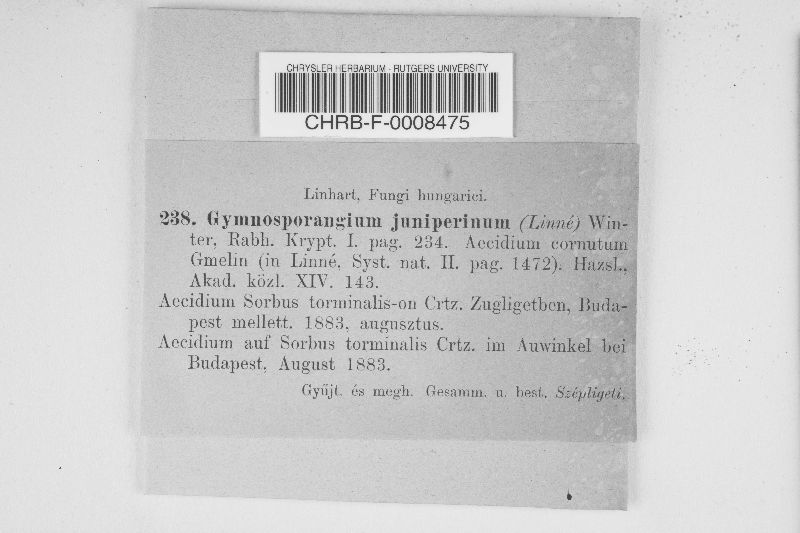 CHRYSLER HERBARIUM - RUTGERS UNIVERSITY
CHRB-F-0008475
Linhart, Fungi hungarici.
238. Gymnosporangium juniperinum (Linné) Win-
ter, Rabh. Krypt. I. pag. 234. Aecidium cornutum
Gmelin (in Linné, Syst. nat. II. pag. 1472). Hazsl.,
Akad. közl. XIV. 143.
Aecidium Sorbus torminalis-on Crtz. Zugligetben, Buda-
pest mellett. 1883, augusztus.
Aecidium auf Sorbus torminalis Crtz. im Auwinkel bei
Budapest, August 1883.
Gyűjt. és megh. Gesamm. u. best. Szépligeti.